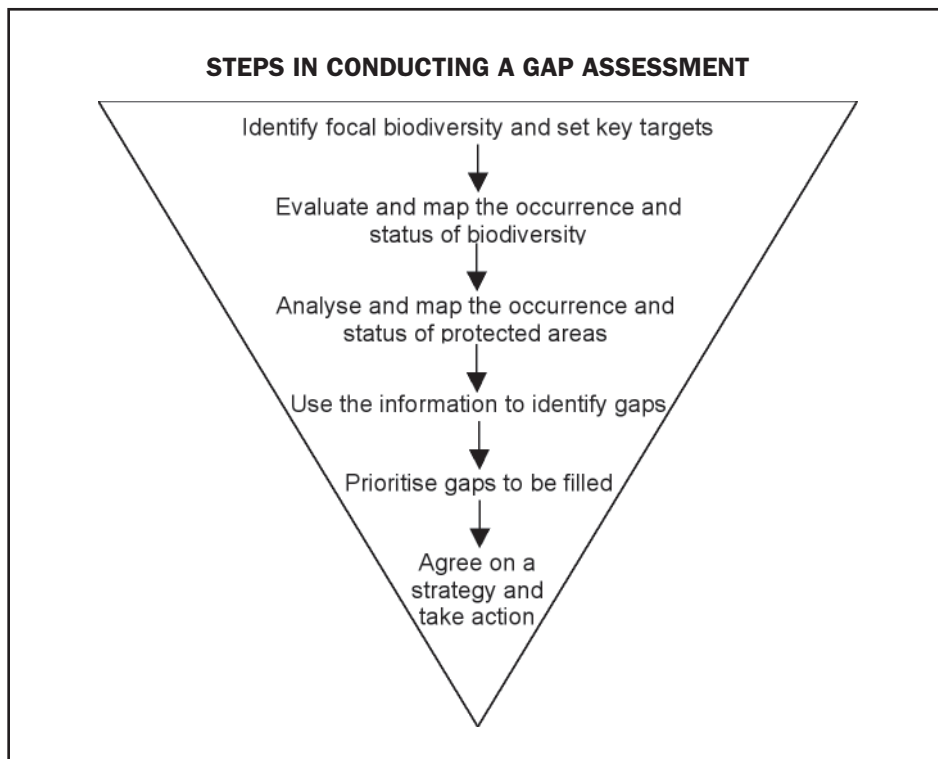 STEPS IN CONDUCTING A GAP ASSESSMENT
Identify focal biodiversity and set key targets
Evaluate and map the occurrence and
status of biodiversity
Analyse and map the occurrence and
status of protected areas
Use the information to identify gaps
Prioritise gaps to be filled
Agree on a
strategy and
take action